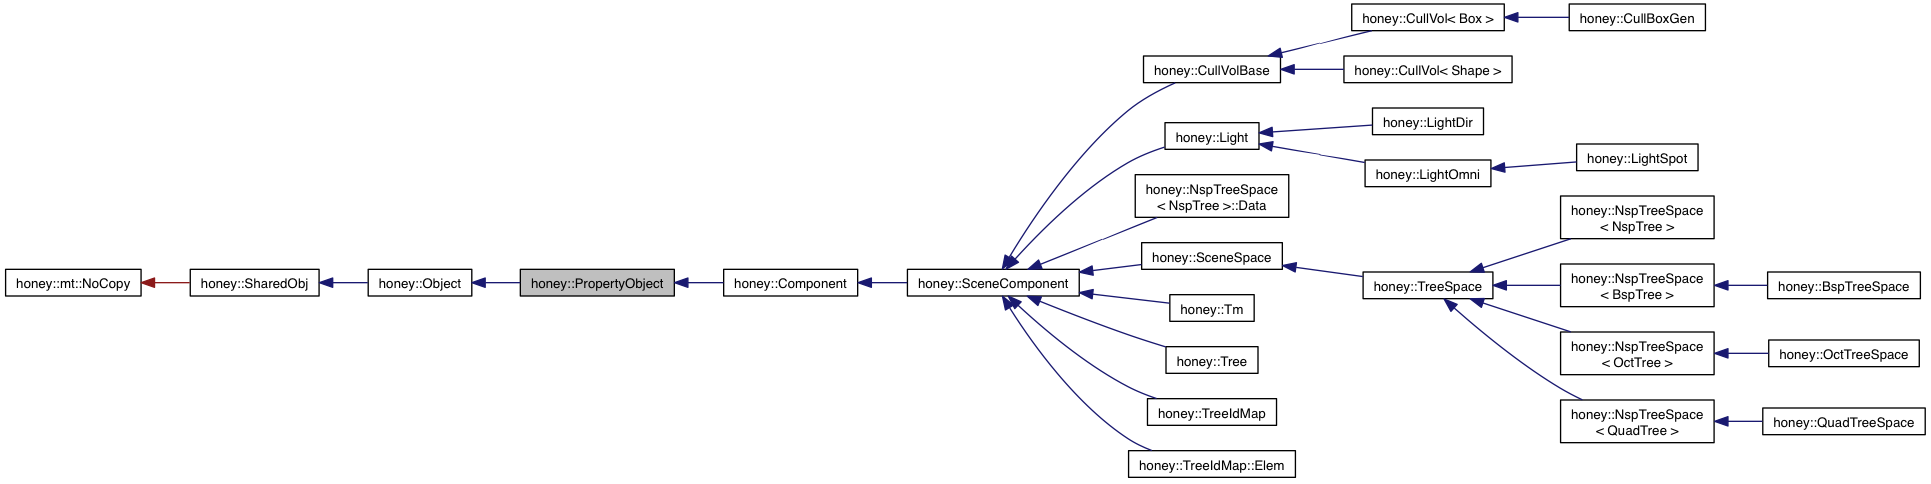 honey::mt::NoCopy
honey::SharedObj
honey::Object
honey::PropertyObject
honey::Component
honey::SceneComponent
honey::CullVolBase
honey::CullVol< Box >
honey::CullBoxGen
honey::CullVol< Shape >
honey::Light
honey::LightDir
honey::LightOmni
honey::LightSpot
honey::NspTreeSpace
< NspTree >::Data
honey::SceneSpace
honey::TreeSpace
honey::NspTreeSpace
< NspTree >
honey::NspTreeSpace
< BspTree >
honey::BspTreeSpace
honey::NspTreeSpace
< OctTree >
honey::OctTreeSpace
honey::NspTreeSpace
< QuadTree >
honey::QuadTreeSpace
honey::Tm
honey::Tree
honey::TreeIdMap
honey::TreeIdMap::Elem